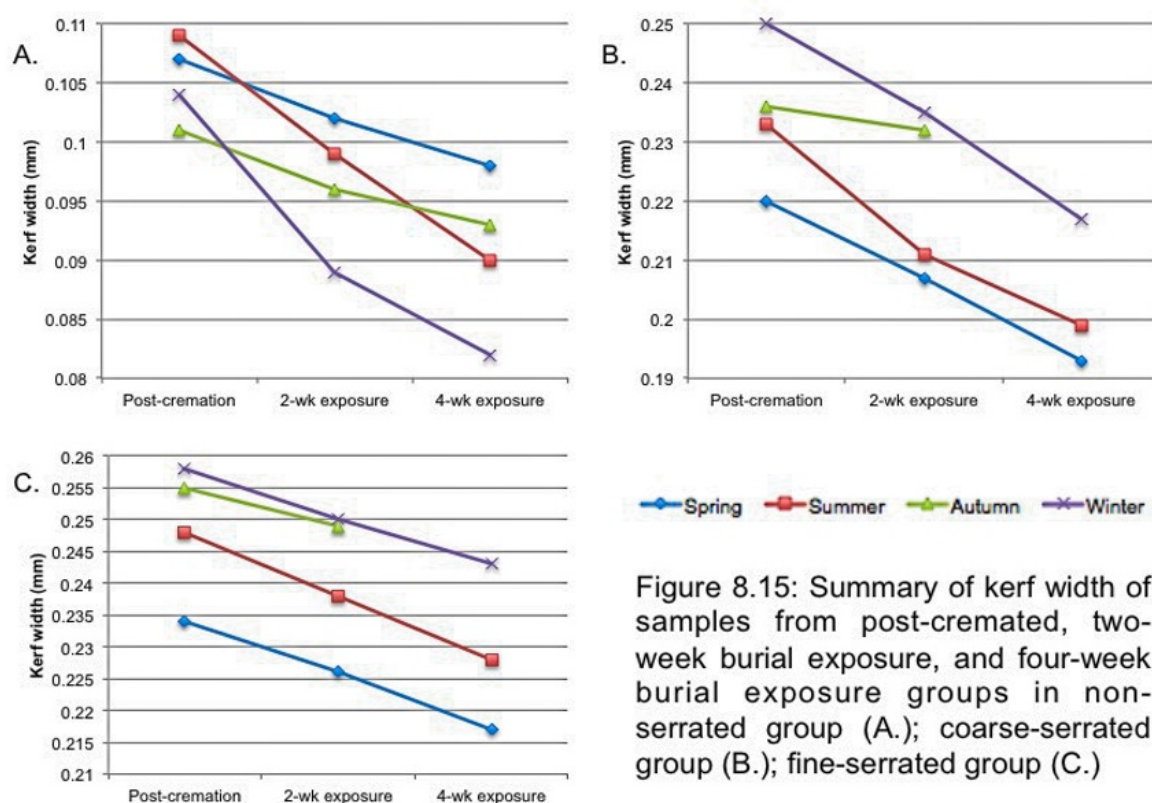 A.
Kerf width (mm)
0.11
0.105
0.1
0.095
0.09
0.085
0.08
Post-cremation 2-wk exposure 4-wk exposure
B.
Kerf width (mm)
0.25
0.24
0.23
0.22
0.21
0.2
0.19
Post-cremation 2-wk exposure 4-wk exposure
C.
Kerf width (mm)
0.26
0.255
0.25
0.245
0.24
0.235
0.23
0.225
0.22
0.215
0.21
Post-cremation 2-wk exposure 4-wk exposure
Spring Summer Autumn Winter
Figure 8.15: Summary of kerf width of
samples from post-cremated, two-
week burial exposure, and four-week
burial exposure groups in non-
serrated group (A.); coarse-serrated
group (B.); fine-serrated group (C.)